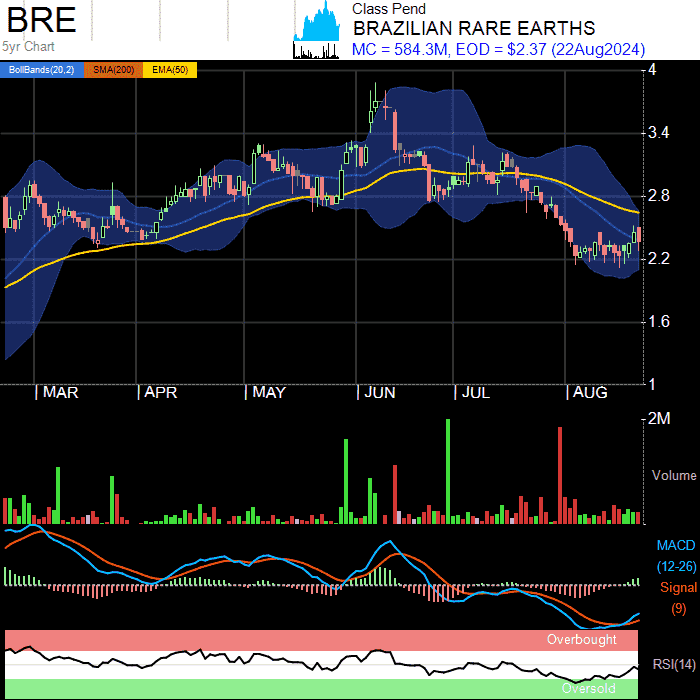 BRE
5yr Chart
Class Pend
BRAZILIAN RARE EARTHS
MC = 584.3M, EOD = $2.37 (22Aug2024)
BollBands(20,2) SMA(200) EMA(50)
4
3.4
2.8
2.2
1.6
1
| MAR | APR | MAY | JUN | JUL | AUG
2M
Volume
MACD
(12-26)
Signal
(9)
Overbought
RSI(14)
Oversold